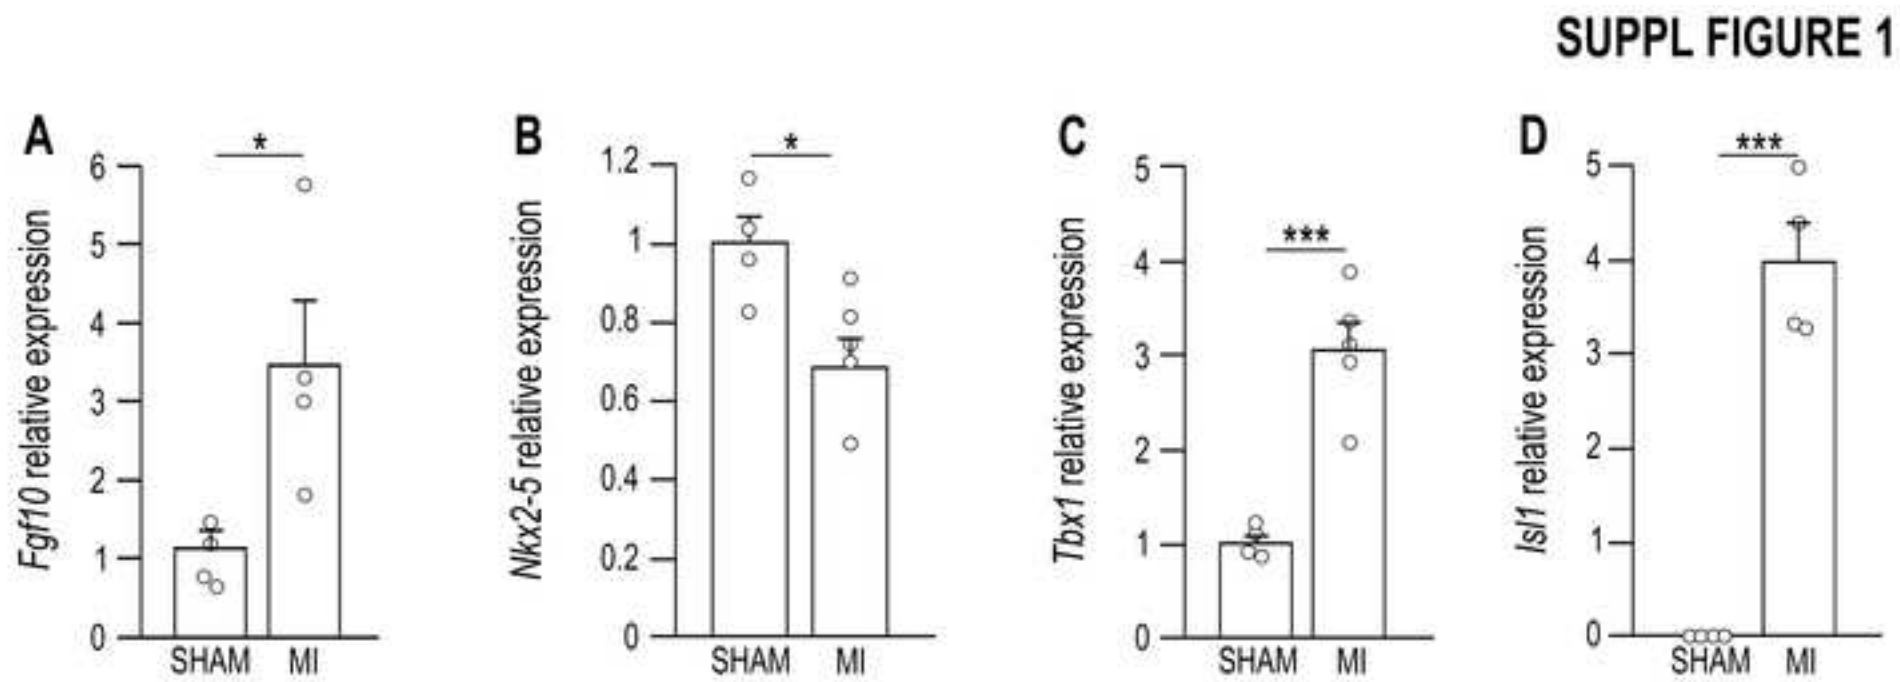 SUPPL FIGURE 1
A
*
Fgf10 relative expression
6
5
4
3
2
1
0
SHAM MI
B
*
Nkx2-5 relative expression
1.2
1
0.8
0.6
0.4
0.2
0
SHAM MI
C
***
Tbx1 relative expression
5
4
3
2
1
0
SHAM MI
D
***
Isl1 relative expression
5
4
3
2
1
0
SHAM MI